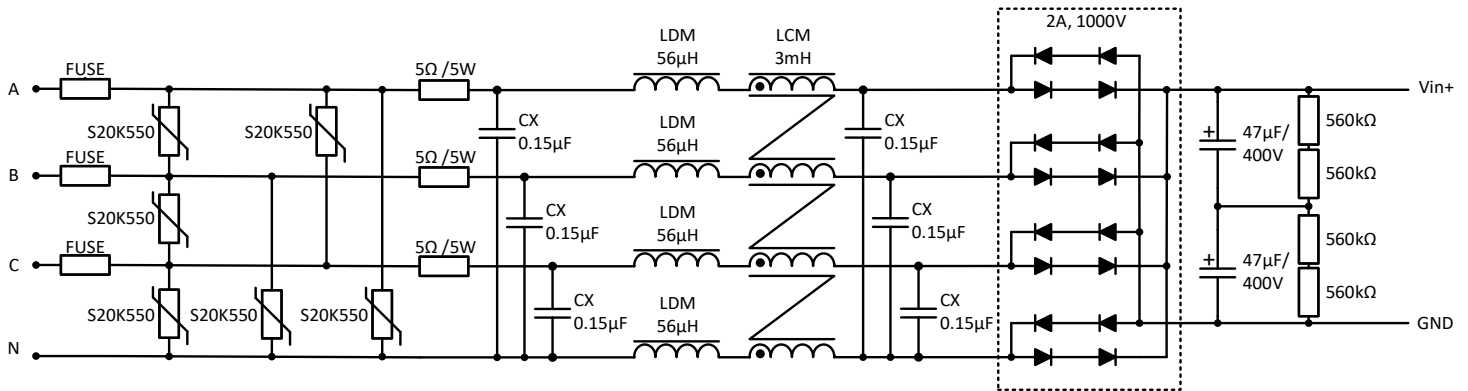 2A, 1000V
LDM
56µH
LCM
3mH
FUSE
5Ω /5W
A
Vin+
S20K550
S20K550
CX
0.15µF
CX
0.15µF
47µF/
400V
560kΩ
FUSE
5Ω /5W
LDM
56µH
560kΩ
B
S20K550
CX
0.15µF
LDM
56µH
CX
0.15µF
FUSE
5Ω /5W
560kΩ
C
47µF/
400V
S20K550
S20K550
S20K550
CX
0.15µF
LDM
56µH
CX
0.15µF
560kΩ
GND
N